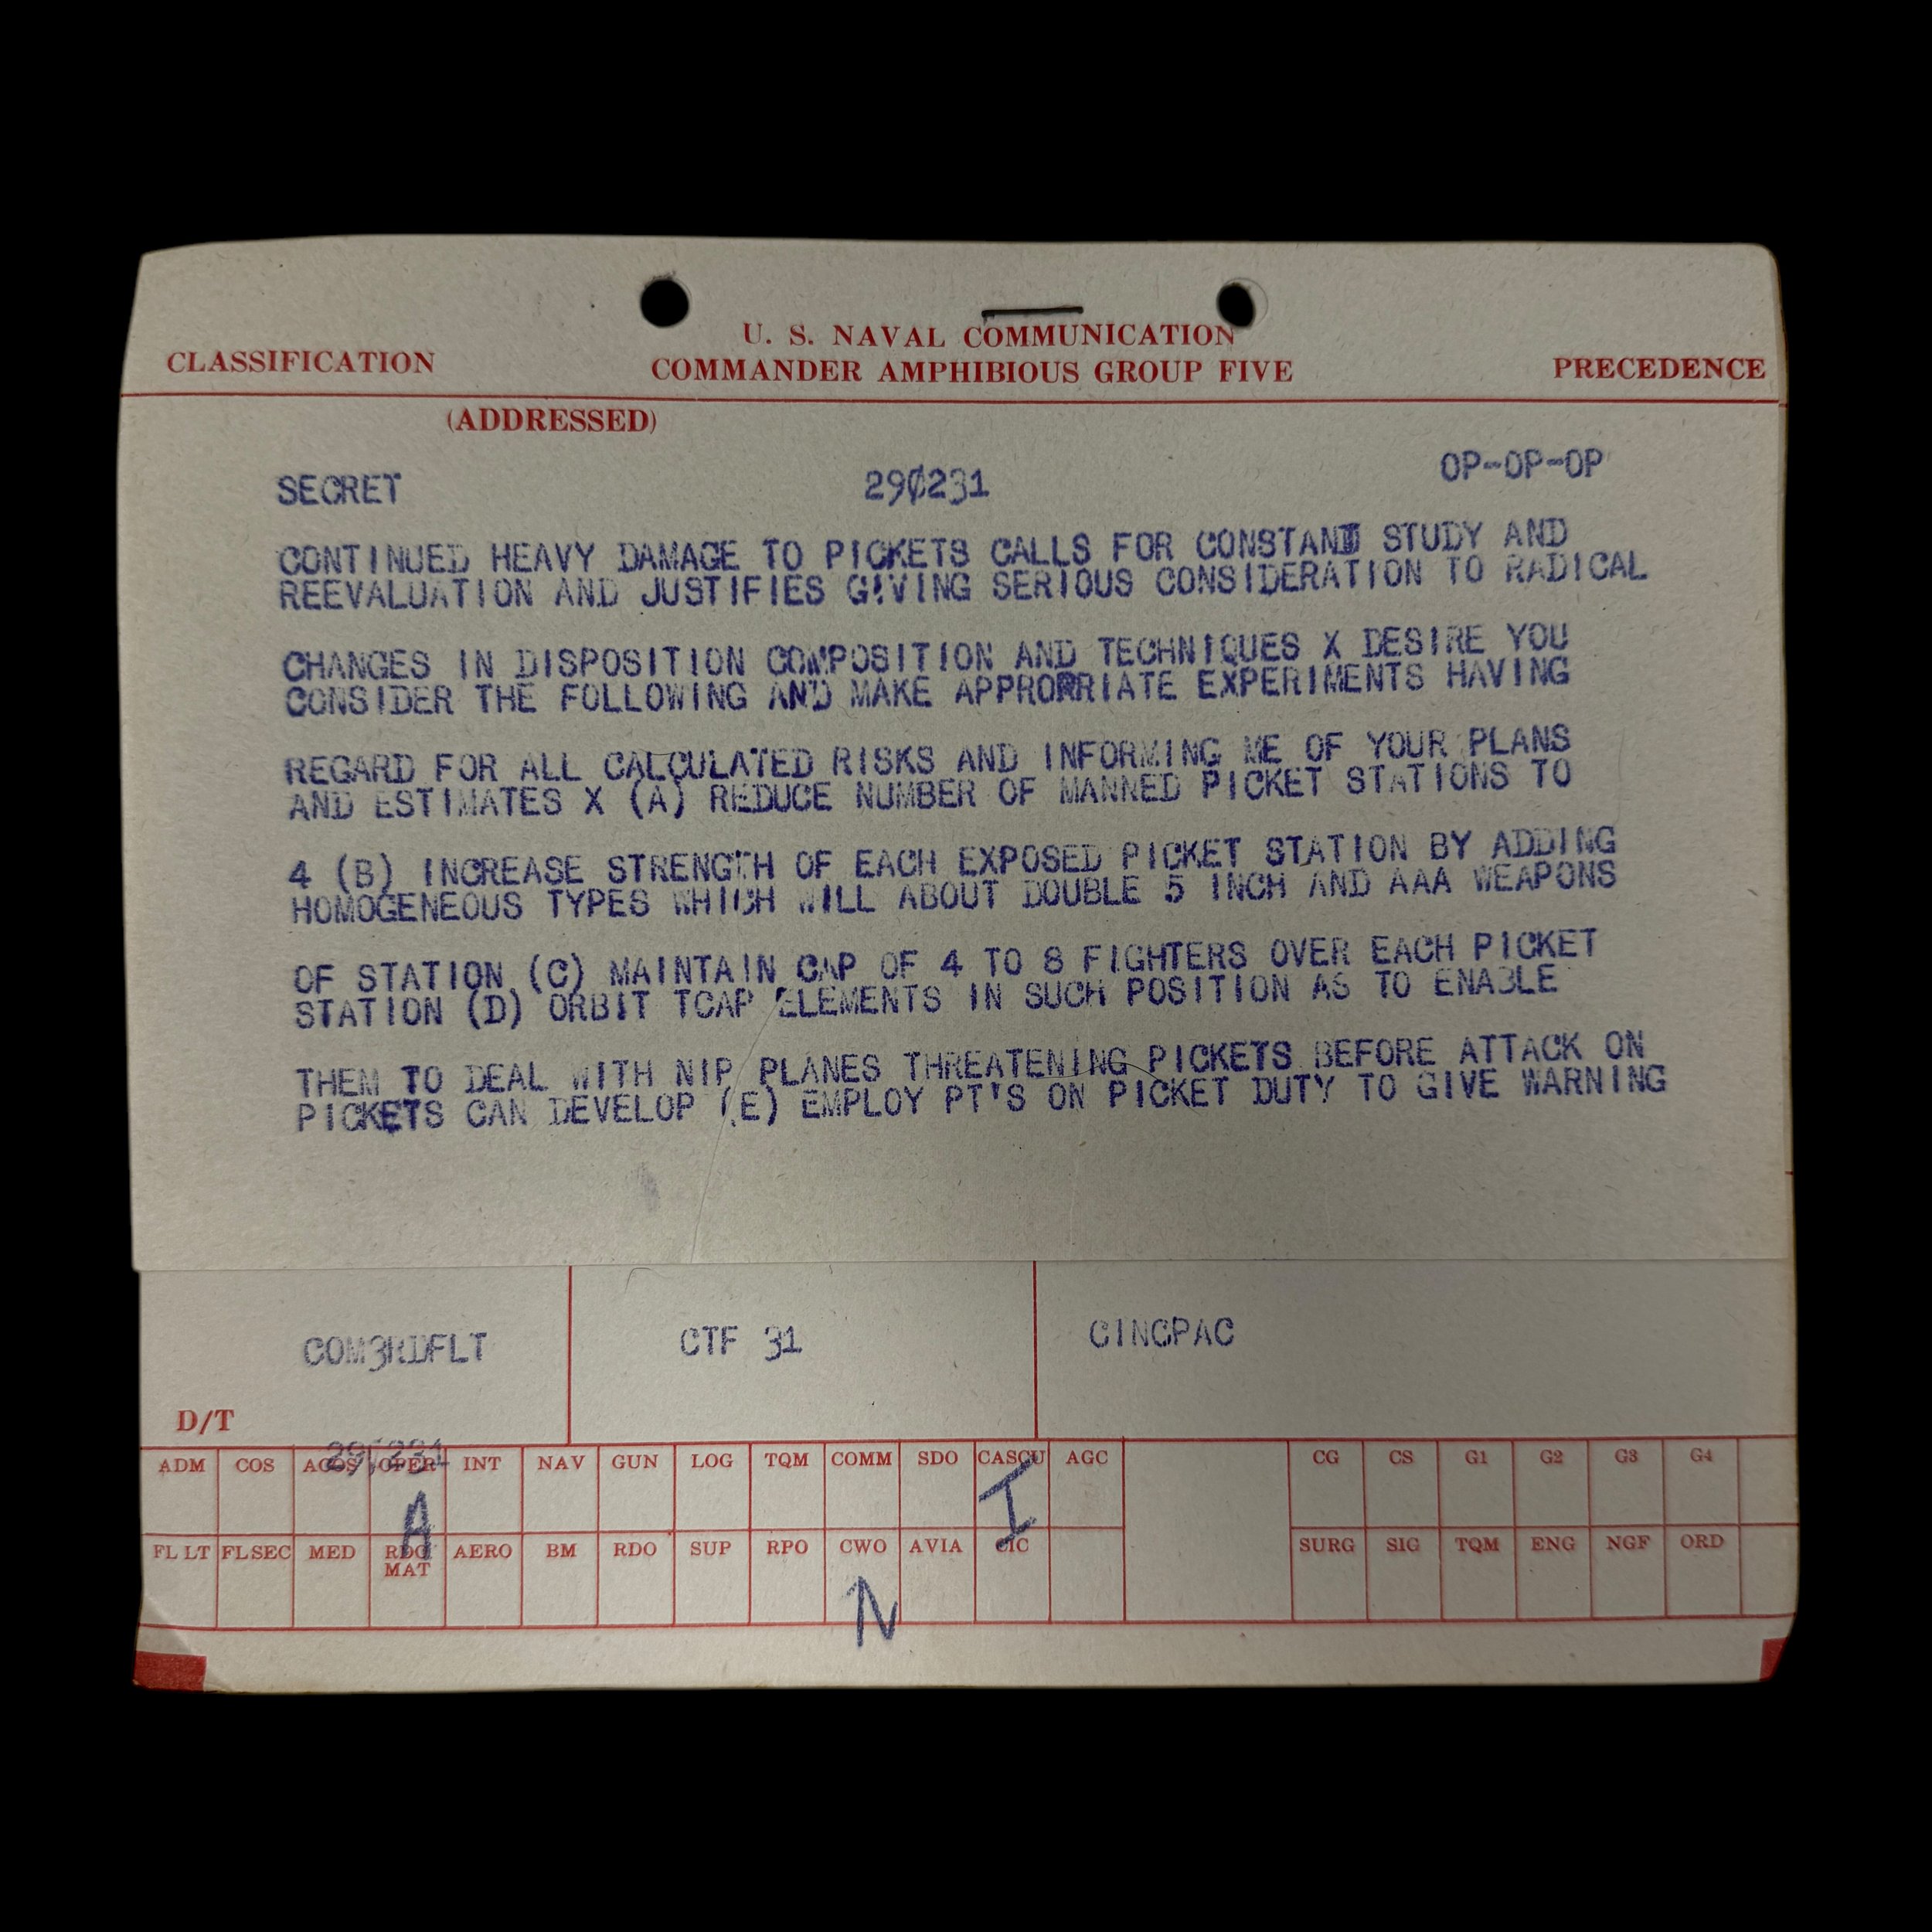 U. S. NAVAL COMMUNICATION
CLASSIFICATION COMMANDER AMPHIBIOUS GROUP FIVE PRECEDENCE
(ADDRESSED)
SECRET 29Ø231 OP-OP-OP
CONTINUED HEAVY DAMAGE TO PICKETS CALLS FOR CONSTANT STUDY AND
REEVALUATION AND JUSTIFIES GIVING SERIOUS CONSIDERATION TO RADICAL
CHANGES IN DISPOSITION COMPOSITION AND TECHNIQUES X DESIRE YOU
CONSIDER THE FOLLOWING AND MAKE APPRORRIATE EXPERIMENTS HAVING
REGARD FOR ALL CALCULATED RISKS AND INFORMING ME OF YOUR PLANS
AND ESTIMATES X (A) REDUCE NUMBER OF MANNED PICKET STATIONS TO
4 (B) INCREASE STRENGTH OF EACH EXPOSED PICKET STATION BY ADDING
HOMOGENEOUS TYPES WHICH WILL ABOUT DOUBLE 5 INCH AND AAA WEAPONS
OF STATION (C) MAINTAIN CAP OF 4 TO 8 FIGHTERS OVER EACH PICKET
STATION (D) ORBIT TCAP ELEMENTS IN SUCH POSITION AS TO ENABLE
THEM TO DEAL WITH NIP PLANES THREATENING PICKETS BEFORE ATTACK ON
PICKETS CAN DEVELOP (E) EMPLOY PT'S ON PICKET DUTY TO GIVE WARNING
COM3RDFLT CTF 31 CINCPAC
D/T
29Ø231
ADM COS ACOS OPER INT NAV GUN LOG TQM COMM SDO CASCU AGC CG CS G1 G2 G3 G4
A I
FL LT FLSEC MED RDO MAT AERO BM RDO SUP RPO CWO AVIA CIC SURG SIG TQM ENG NGF ORD
N